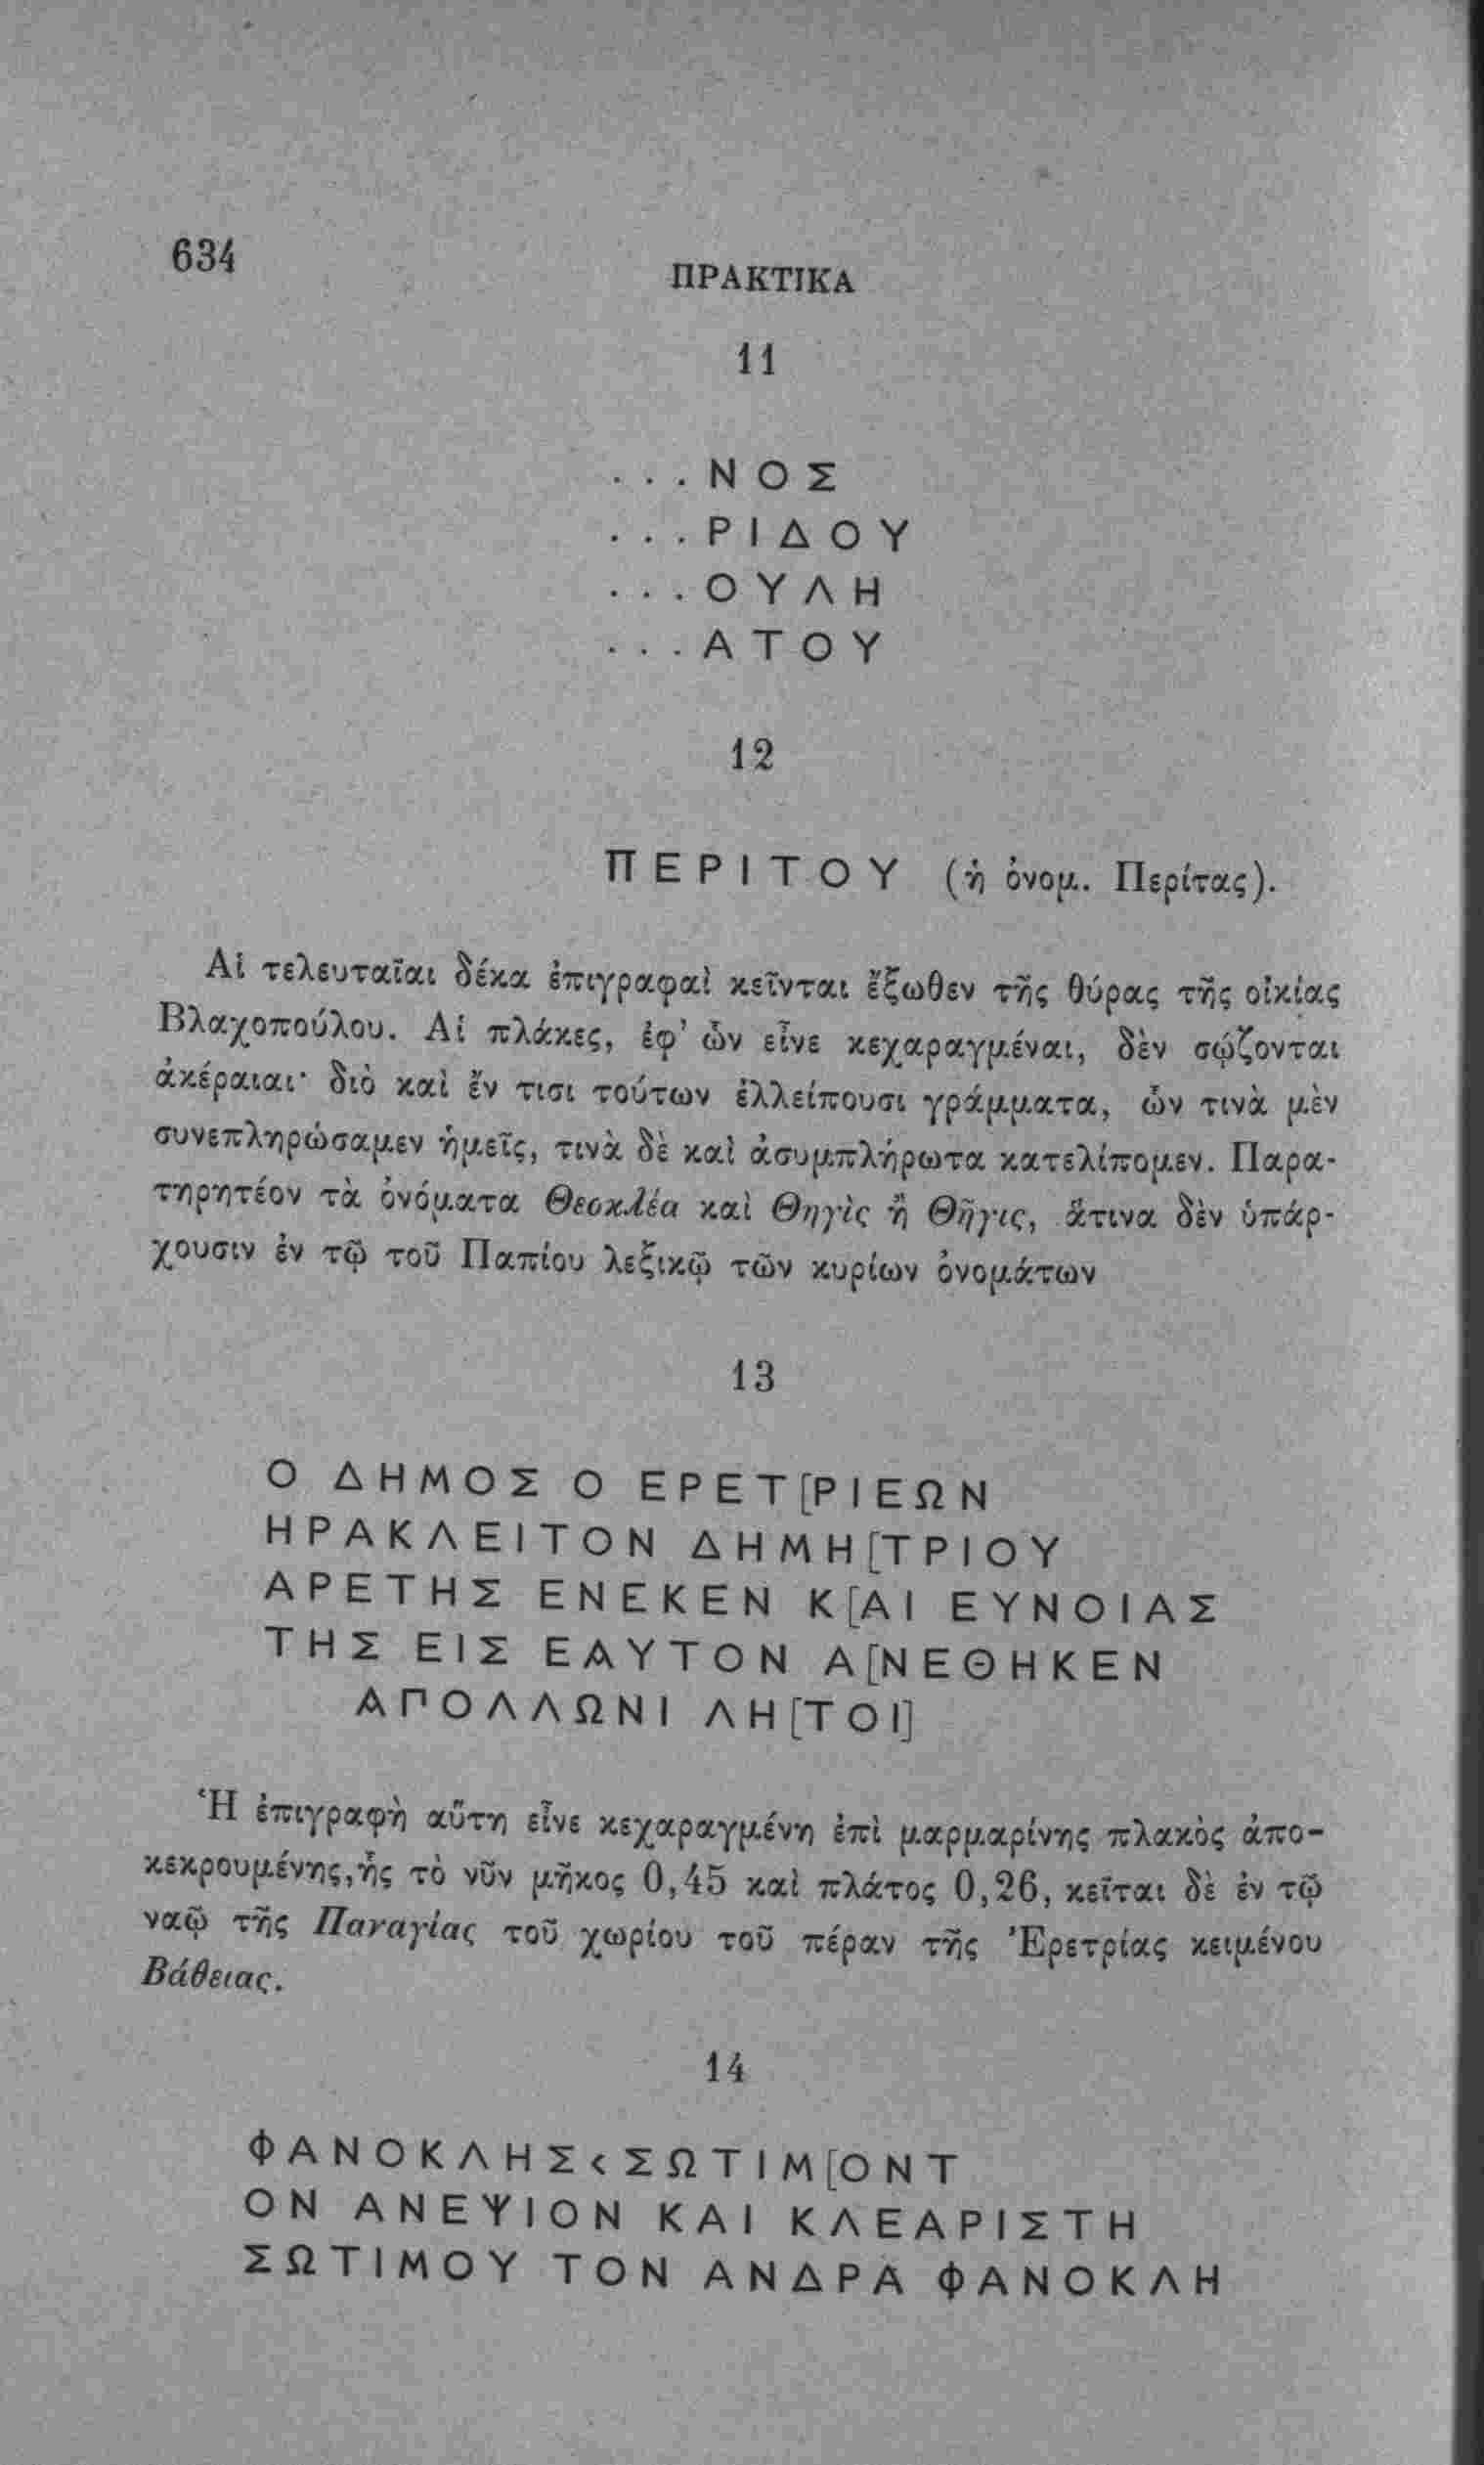 634
ΠΡΑΚΤΙΚΑ
11
. . . ΝΟΣ
. . . ΡΙΔΟΥ
. . . ΟΥΛΗ
. . . ΑΤΟΥ
12
ΠΕΡΙΤΟΥ (ἡ ὀνομ. Περίτας).
Αἱ τελευταῖαι δέκα ἐπιγραφαὶ κεῖνται ἔξωθεν τῆς θύρας τῆς οἰκίας
Βλαχοπούλου. Αἱ πλάκες, ἐφ' ὧν εἶνε κεχαραγμέναι, δὲν σῴζονται
ἀκέραιαι· διὸ καὶ ἔν τισι τούτων ἐλλείπουσι γράμματα, ὧν τινὰ μὲν
συνεπληρώσαμεν ἡμεῖς, τινὰ δὲ καὶ ἀσυμπλήρωτα κατελίπομεν. Παρα-
τηρητέον τὰ ὀνόματα Θεοκλέα καὶ Θηγὶς ἢ Θῆγις, ἅτινα δὲν ὑπάρ-
χουσιν ἐν τῷ τοῦ Παπίου λεξικῷ τῶν κυρίων ὀνομάτων
13
Ο ΔΗΜΟΣ Ο ΕΡΕΤ[ΡΙΕΩΝ
ΗΡΑΚΛΕΙΤΟΝ ΔΗΜΗ[ΤΡΙΟΥ
ΑΡΕΤΗΣ ΕΝΕΚΕΝ Κ[ΑΙ ΕΥΝΟΙΑΣ
ΤΗΣ ΕΙΣ ΕΑΥΤΟΝ Α[ΝΕΘΗΚΕΝ
ΑΠΟΛΛΩΝΙ ΛΗ[ΤΟΙ]
Ἡ ἐπιγραφὴ αὕτη εἶνε κεχαραγμένη ἐπὶ μαρμαρίνης πλακὸς ἀπο-
κεκρουμένης, ἧς τὸ νῦν μῆκος 0,45 καὶ πλάτος 0,26, κεῖται δὲ ἐν τῷ
ναῷ τῆς Παναγίας τοῦ χωρίου τοῦ πέραν τῆς Ἐρετρίας κειμένου
Βάθειας.
14
ΦΑΝΟΚΛΗΣ<ΣΩΤΙΜ[ΟΝΤ
ΟΝ ΑΝΕΨΙΟΝ ΚΑΙ ΚΛΕΑΡΙΣΤΗ
ΣΩΤΙΜΟΥ ΤΟΝ ΑΝΔΡΑ ΦΑΝΟΚΛΗ